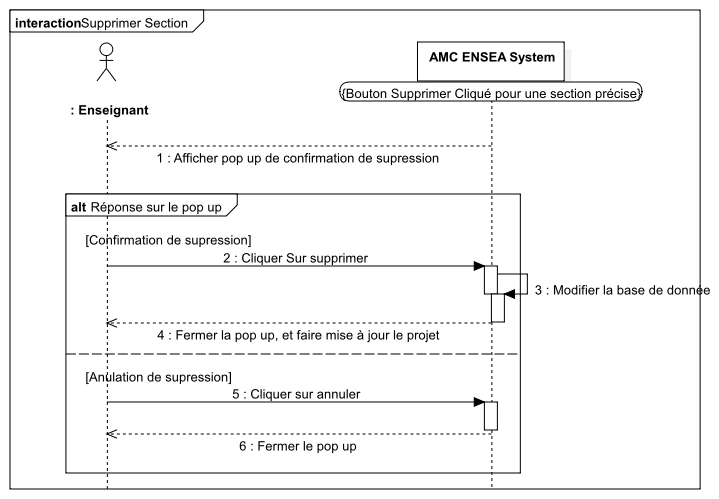 interactionSupprimer Section
AMC ENSEA System
{Bouton Supprimer Cliqué pour une section précise}
: Enseignant
1 : Afficher pop up de confirmation de supression
alt Réponse sur le pop up
[Confirmation de supression]
2 : Cliquer Sur supprimer
3 : Modifier la base de donnée
4 : Fermer la pop up, et faire mise à jour le projet
[Anulation de supression]
5 : Cliquer sur annuler
6 : Fermer le pop up